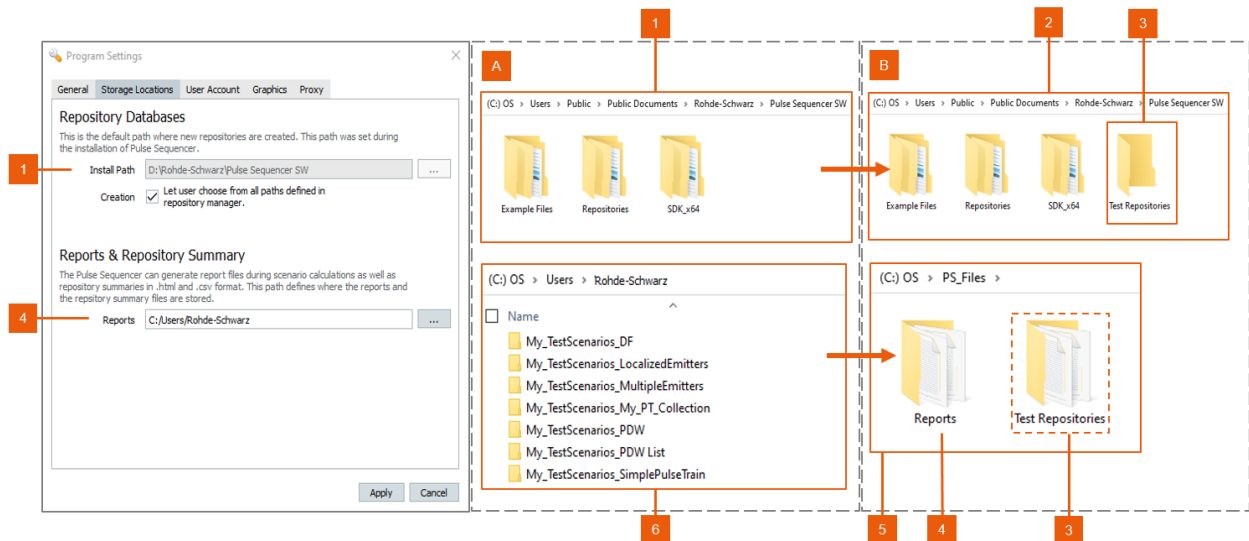 1
2
3
Program Settings
A
B
General Storage Locations User Account Graphics Proxy
Repository Databases
This is the default path where new repositories are created. This path was set during
the installation of Pulse Sequencer.
1
Install Path D:\Rohde-Schwarz\Pulse Sequencer SW ...
Creation Let user choose from all paths defined in
repository manager.
Reports & Repository Summary
The Pulse Sequencer can generate report files during scenario calculations as well as
repository summaries in .html and .csv format. This path defines where the reports and
the repsitory summary files are stored.
4
Reports C:/Users/Rohde-Schwarz ...
Apply Cancel
(C:) OS > Users > Public > Public Documents > Rohde-Schwarz > Pulse Sequencer SW
Example Files Repositories SDK_x64
(C:) OS > Users > Rohde-Schwarz
Name
My_TestScenarios_DF
My_TestScenarios_LocalizedEmitters
My_TestScenarios_MultipleEmitters
My_TestScenarios_My_PT_Collection
My_TestScenarios_PDW
My_TestScenarios_PDW List
My_TestScenarios_SimplePulseTrain
6
(C:) OS > Users > Public > Public Documents > Rohde-Schwarz > Pulse Sequencer SW
Example Files Repositories SDK_x64 Test Repositories
(C:) OS > PS_Files >
Reports Test Repositories
5
4
3